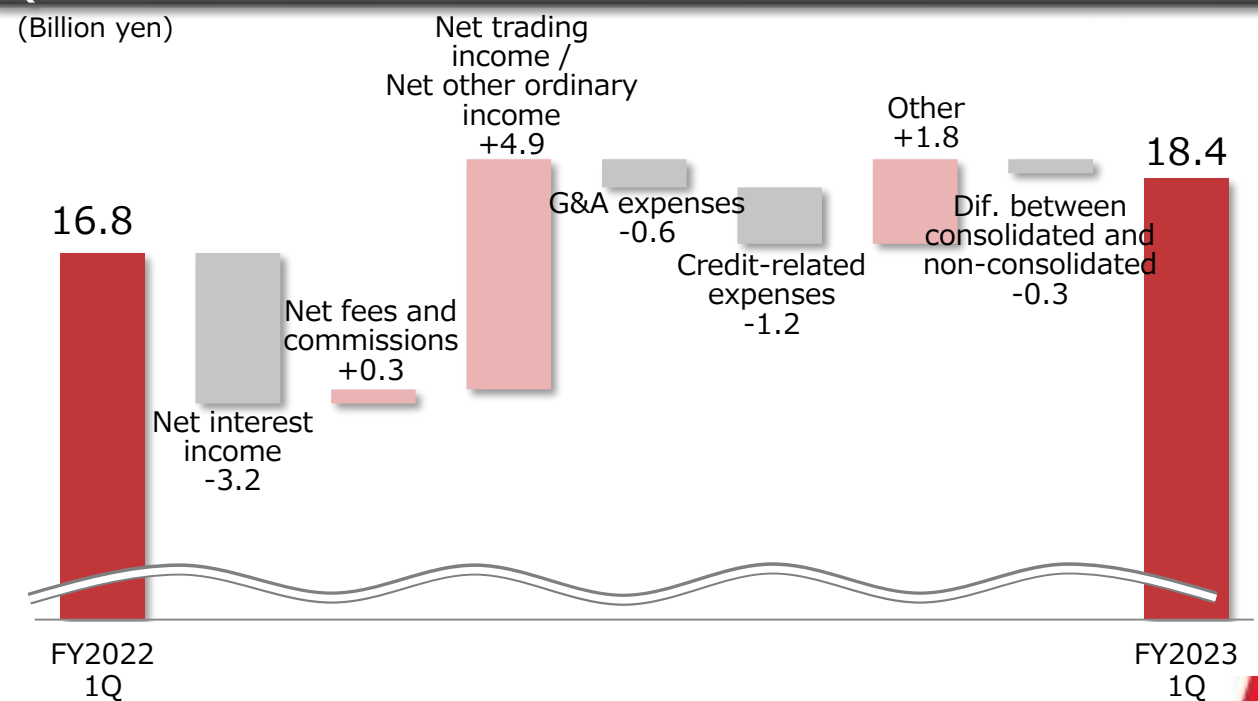 (Billion yen)
16.8
Net interest
income
-3.2
Net fees and
commissions
+0.3
Net trading
income /
Net other ordinary
income
+4.9
G&A expenses
-0.6
Credit-related
expenses
-1.2
Other
+1.8
Dif. between
consolidated and
non-consolidated
-0.3
18.4
FY2022
1Q
FY2023
1Q